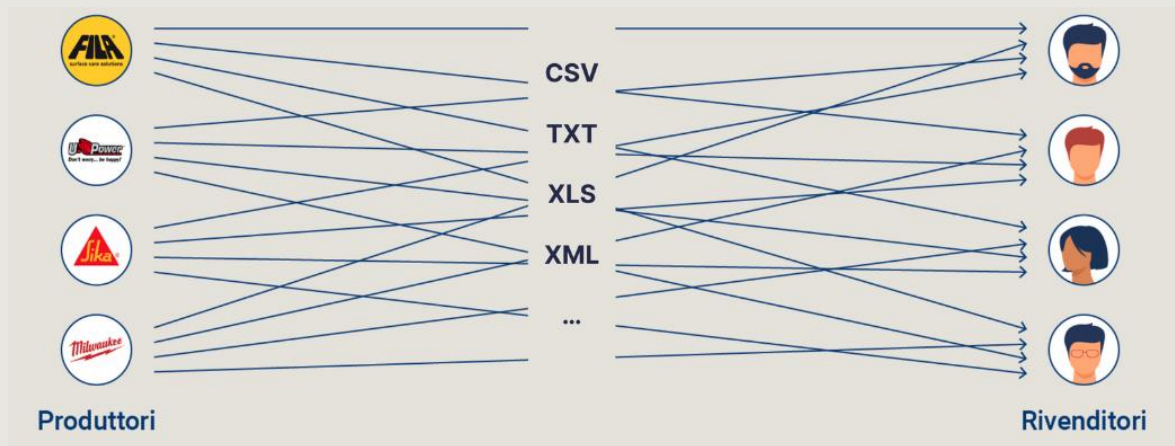 FILA
surface care solutions
U-Power
Don't worry... be happy!
Sika
Milwaukee
CSV
TXT
XLS
XML
...
Produttori
Rivenditori